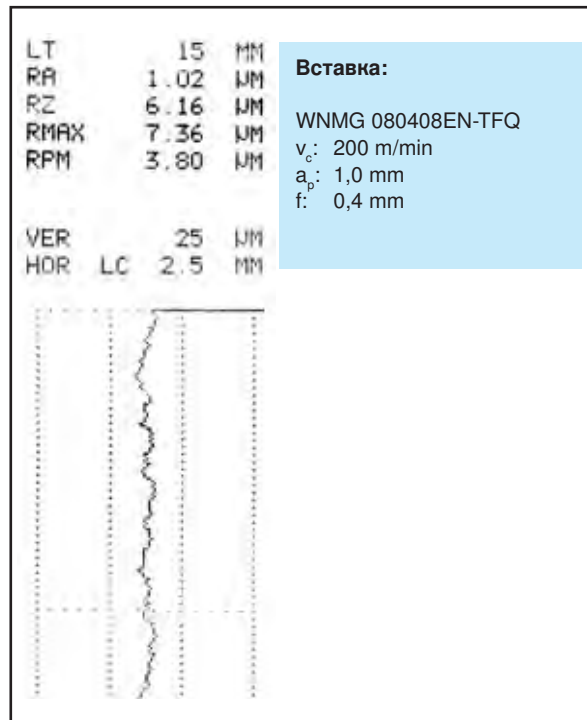 LT 15 MM
RA 1.02 µM
RZ 6.16 µM
RMAX 7.36 µM
RPM 3.80 µM
VER 25 µM
HOR LC 2.5 MM
Вставка:
WNMG 080408EN-TFQ
vc: 200 m/min
ap: 1,0 mm
f: 0,4 mm